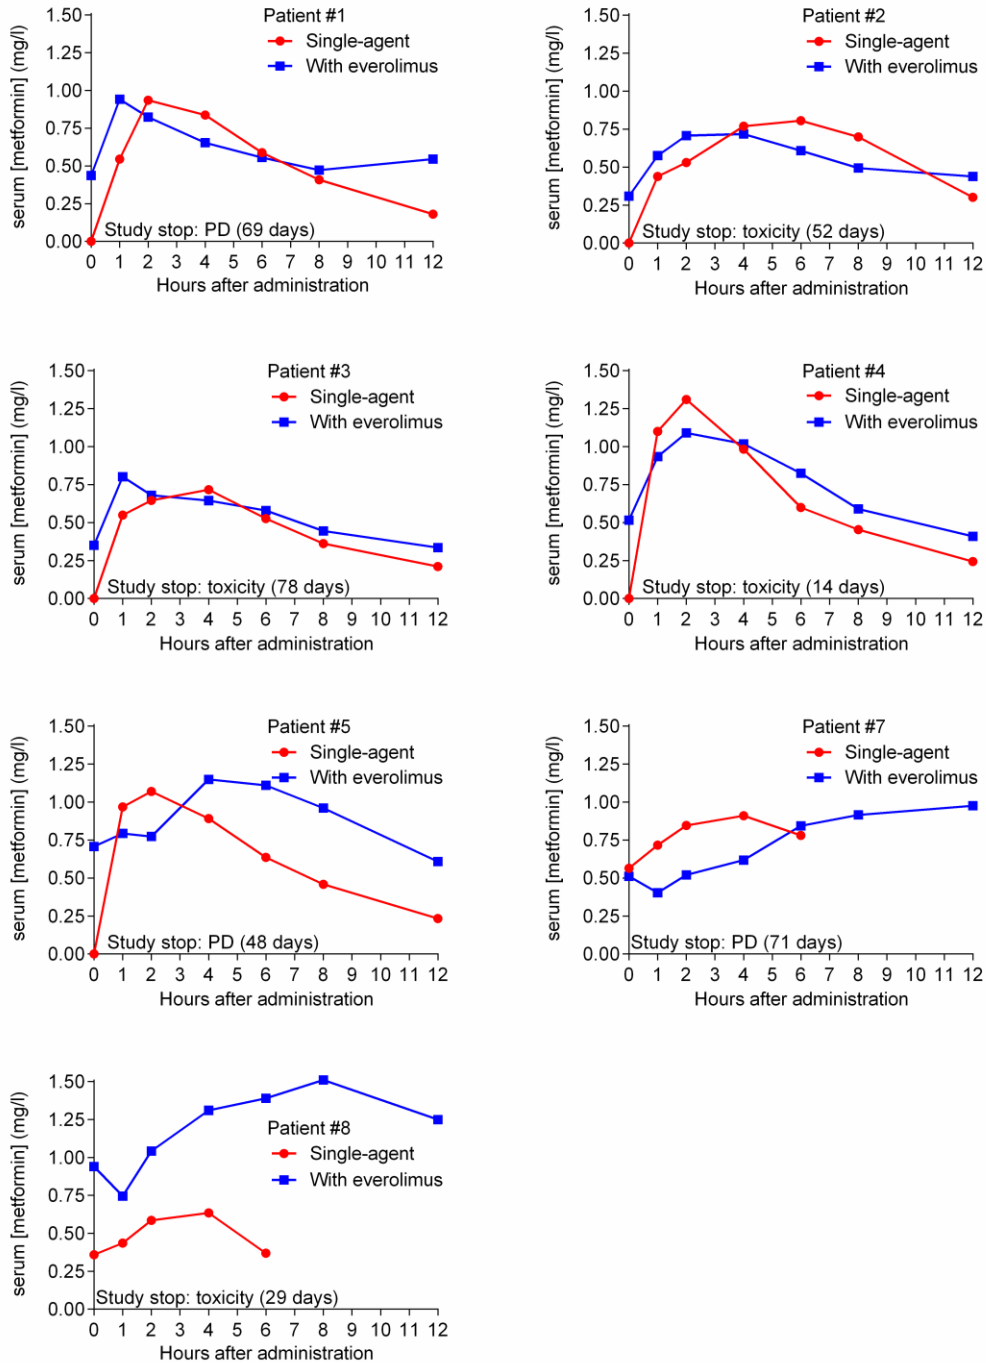 Patient #1
Single-agent
With everolimus
serum [metformin] (mg/l)
1.50
1.25
1.00
0.75
0.50
0.25
0.00
Study stop: PD (69 days)
0 1 2 3 4 5 6 7 8 9 10 11 12
Hours after administration
Patient #2
Single-agent
With everolimus
serum [metformin] (mg/l)
1.50
1.25
1.00
0.75
0.50
0.25
0.00
Study stop: toxicity (52 days)
0 1 2 3 4 5 6 7 8 9 10 11 12
Hours after administration
Patient #3
Single-agent
With everolimus
serum [metformin] (mg/l)
1.50
1.25
1.00
0.75
0.50
0.25
0.00
Study stop: toxicity (78 days)
0 1 2 3 4 5 6 7 8 9 10 11 12
Hours after administration
Patient #4
Single-agent
With everolimus
serum [metformin] (mg/l)
1.50
1.25
1.00
0.75
0.50
0.25
0.00
Study stop: toxicity (14 days)
0 1 2 3 4 5 6 7 8 9 10 11 12
Hours after administration
Patient #5
Single-agent
With everolimus
serum [metformin] (mg/l)
1.50
1.25
1.00
0.75
0.50
0.25
0.00
Study stop: PD (48 days)
0 1 2 3 4 5 6 7 8 9 10 11 12
Hours after administration
Patient #7
Single-agent
With everolimus
serum [metformin] (mg/l)
1.50
1.25
1.00
0.75
0.50
0.25
0.00
Study stop: PD (71 days)
0 1 2 3 4 5 6 7 8 9 10 11 12
Hours after administration
Patient #8
Single-agent
With everolimus
serum [metformin] (mg/l)
1.50
1.25
1.00
0.75
0.50
0.25
0.00
Study stop: toxicity (29 days)
0 1 2 3 4 5 6 7 8 9 10 11 12
Hours after administration